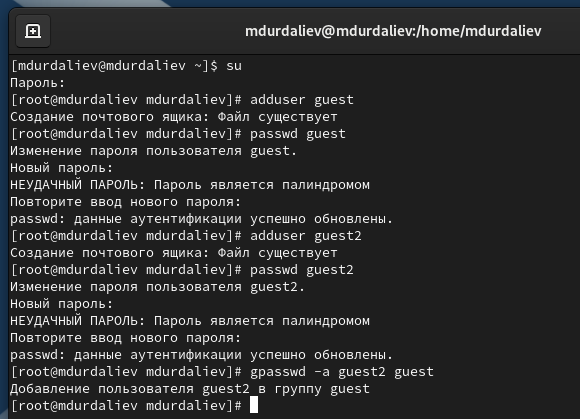 mdurdaliev@mdurdaliev:/home/mdurdaliev
[mdurdaliev@mdurdaliev ~]$ su
Пароль:
[root@mdurdaliev mdurdaliev]# adduser guest
Создание почтового ящика: Файл существует
[root@mdurdaliev mdurdaliev]# passwd guest
Изменение пароля пользователя guest.
Новый пароль:
НЕУДАЧНЫЙ ПАРОЛЬ: Пароль является палиндромом
Повторите ввод нового пароля:
passwd: данные аутентификации успешно обновлены.
[root@mdurdaliev mdurdaliev]# adduser guest2
Создание почтового ящика: Файл существует
[root@mdurdaliev mdurdaliev]# passwd guest2
Изменение пароля пользователя guest2.
Новый пароль:
НЕУДАЧНЫЙ ПАРОЛЬ: Пароль является палиндромом
Повторите ввод нового пароля:
passwd: данные аутентификации успешно обновлены.
[root@mdurdaliev mdurdaliev]# gpasswd -a guest2 guest
Добавление пользователя guest2 в группу guest
[root@mdurdaliev mdurdaliev]#